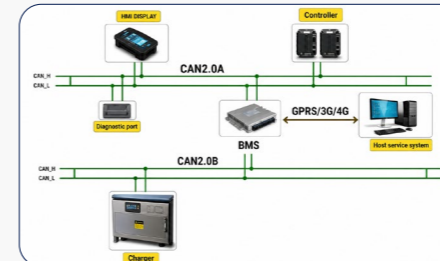 HMI DISPLAY
Controller
CAN2.0A
CAN_H
CAN_L
Diagnostic port
GPRS/3G/4G
BMS
Host service system
CAN2.0B
CAN_H
CAN_L
Charger